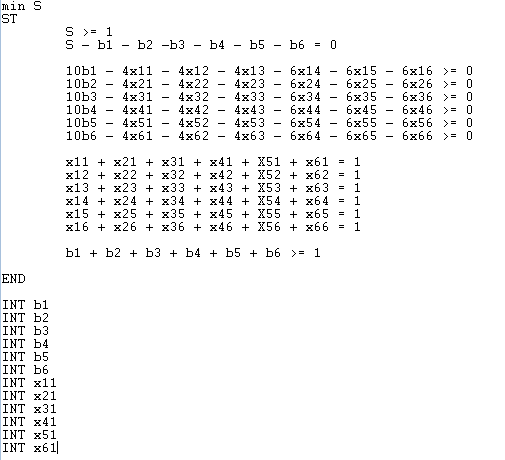 min S
ST
S >= 1
S - b1 - b2 -b3 - b4 - b5 - b6 = 0
10b1 - 4x11 - 4x12 - 4x13 - 6x14 - 6x15 - 6x16 >= 0
10b2 - 4x21 - 4x22 - 4x23 - 6x24 - 6x25 - 6x26 >= 0
10b3 - 4x31 - 4x32 - 4x33 - 6x34 - 6x35 - 6x36 >= 0
10b4 - 4x41 - 4x42 - 4x43 - 6x44 - 6x45 - 6x46 >= 0
10b5 - 4x51 - 4x52 - 4x53 - 6x54 - 6x55 - 6x56 >= 0
10b6 - 4x61 - 4x62 - 4x63 - 6x64 - 6x65 - 6x66 >= 0
x11 + x21 + x31 + x41 + X51 + x61 = 1
x12 + x22 + x32 + x42 + X52 + x62 = 1
x13 + x23 + x33 + x43 + X53 + x63 = 1
x14 + x24 + x34 + x44 + X54 + x64 = 1
x15 + x25 + x35 + x45 + X55 + x65 = 1
x16 + x26 + x36 + x46 + X56 + x66 = 1
b1 + b2 + b3 + b4 + b5 + b6 >= 1
END
INT b1
INT b2
INT b3
INT b4
INT b5
INT b6
INT x11
INT x21
INT x31
INT x41
INT x51
INT x61